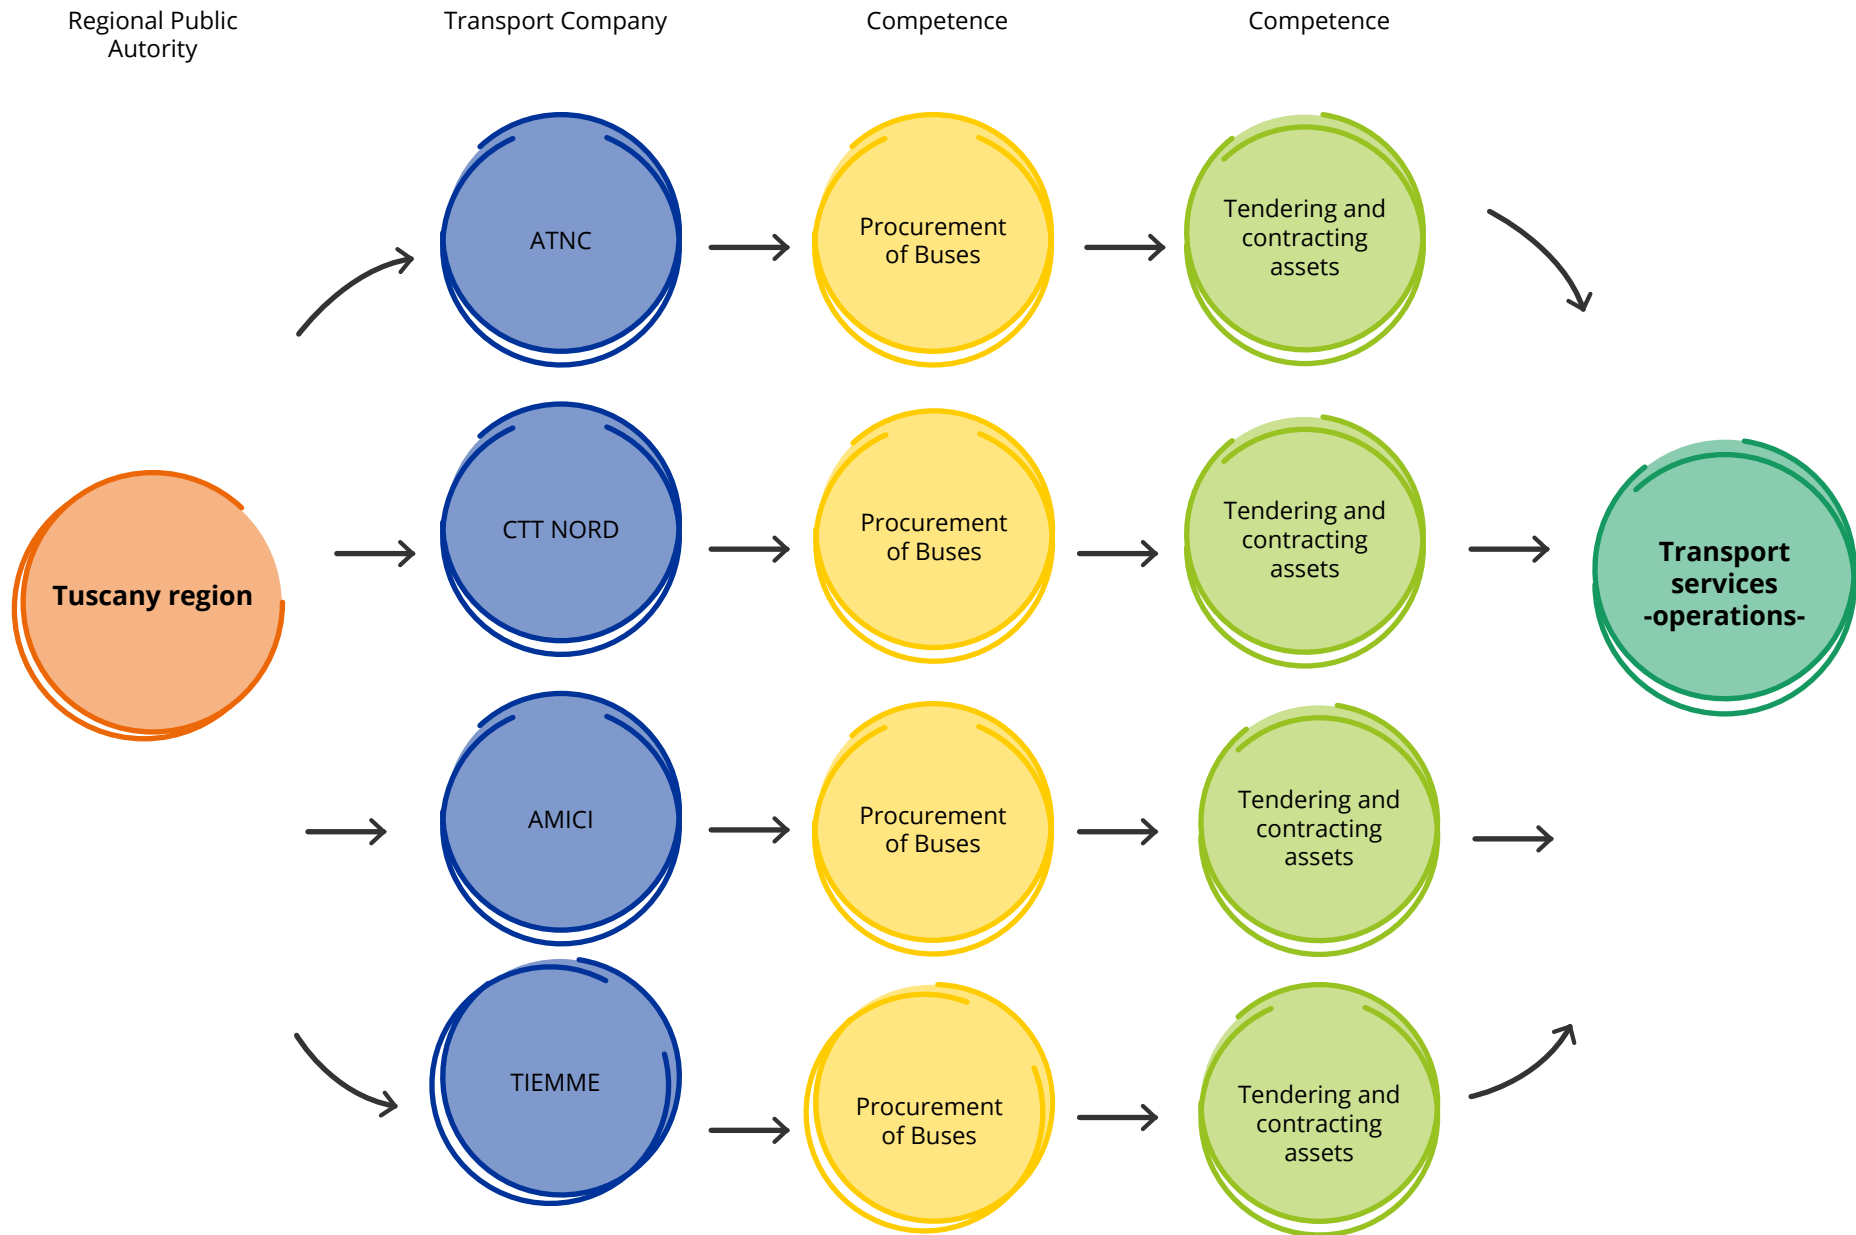 Regional Public
Autority
Transport Company
Competence
Competence
ATNC
Procurement
of Buses
Tendering and
contracting
assets
CTT NORD
Procurement
of Buses
Tendering and
contracting
assets
Tuscany region
Transport
services
-operations-
AMICI
Procurement
of Buses
Tendering and
contracting
assets
TIEMME
Procurement
of Buses
Tendering and
contracting
assets